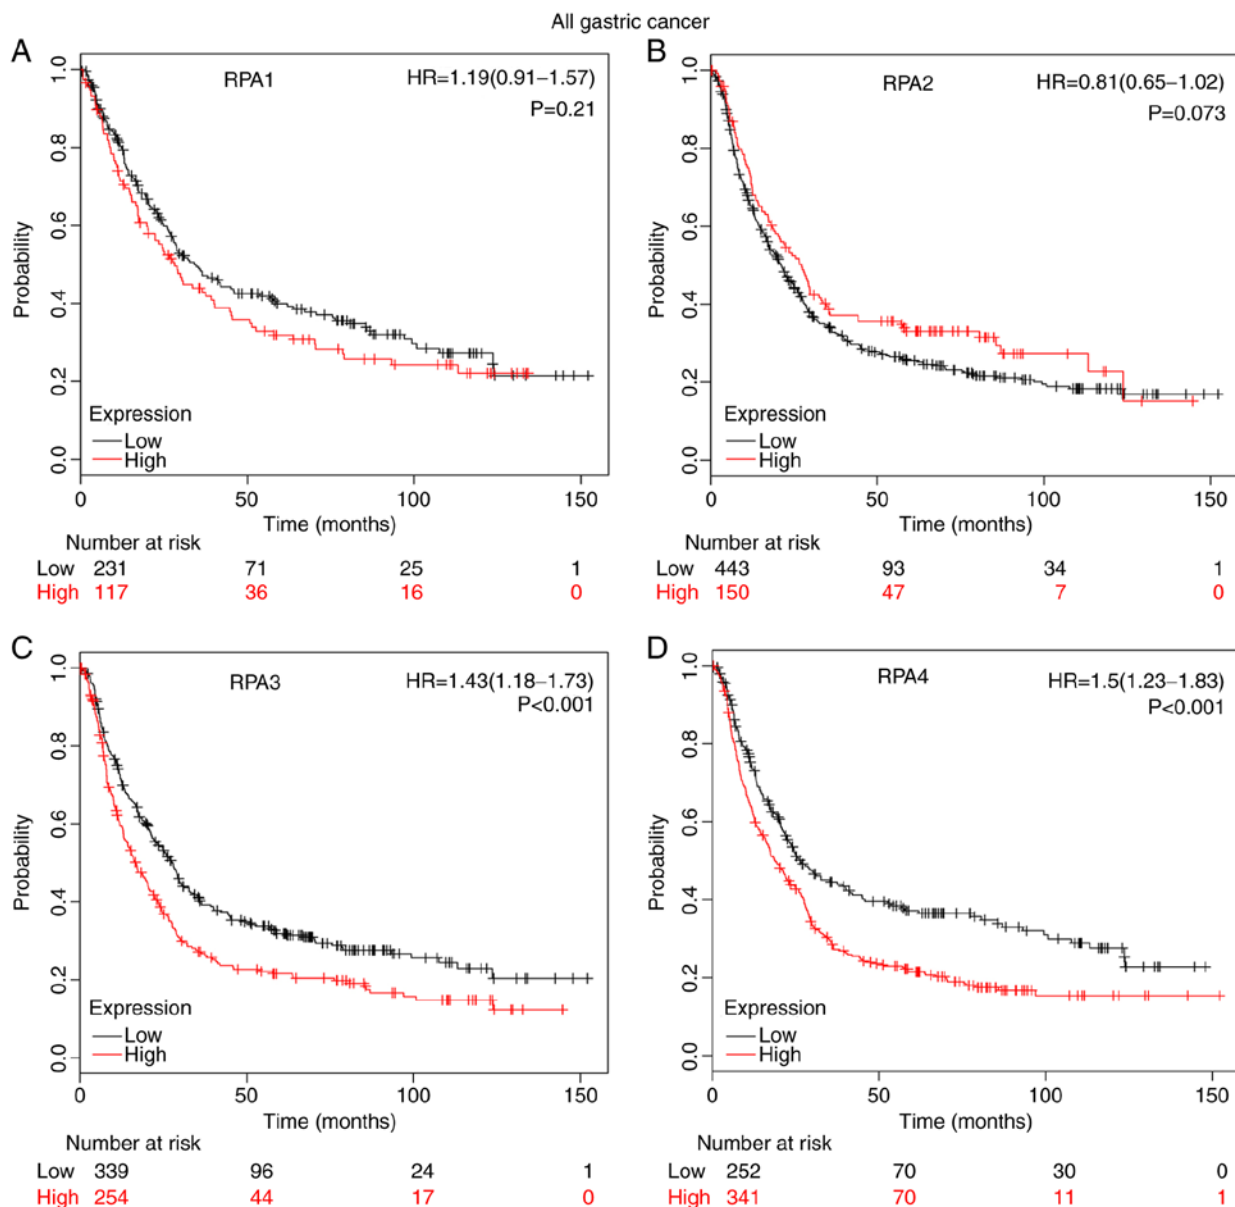 All gastric cancer
A
RPA1
HR=1.19(0.91–1.57)
P=0.21
Probability
1.0
0.8
0.6
0.4
0.2
0.0
Expression
Low
High
0 50 100 150
Time (months)
Number at risk
Low 231 71 25 1
High 117 36 16 0
B
RPA2
HR=0.81(0.65–1.02)
P=0.073
Probability
1.0
0.8
0.6
0.4
0.2
0.0
Expression
Low
High
0 50 100 150
Time (months)
Number at risk
Low 443 93 34 1
High 150 47 7 0
C
RPA3
HR=1.43(1.18–1.73)
P<0.001
Probability
1.0
0.8
0.6
0.4
0.2
0.0
Expression
Low
High
0 50 100 150
Time (months)
Number at risk
Low 339 96 24 1
High 254 44 17 0
D
RPA4
HR=1.5(1.23–1.83)
P<0.001
Probability
1.0
0.8
0.6
0.4
0.2
0.0
Expression
Low
High
0 50 100 150
Time (months)
Number at risk
Low 252 70 30 0
High 341 70 11 1